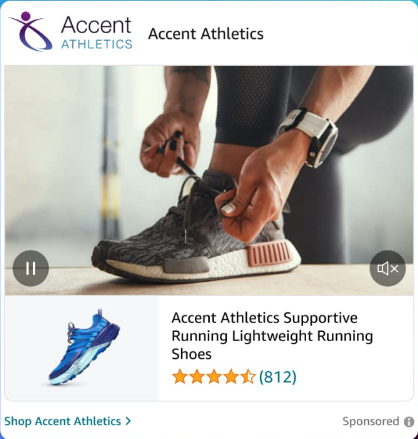 Accent
ATHLETICS
Accent Athletics
Accent Athletics Supportive
Running Lightweight Running
Shoes
(812)
Shop Accent Athletics >
Sponsored